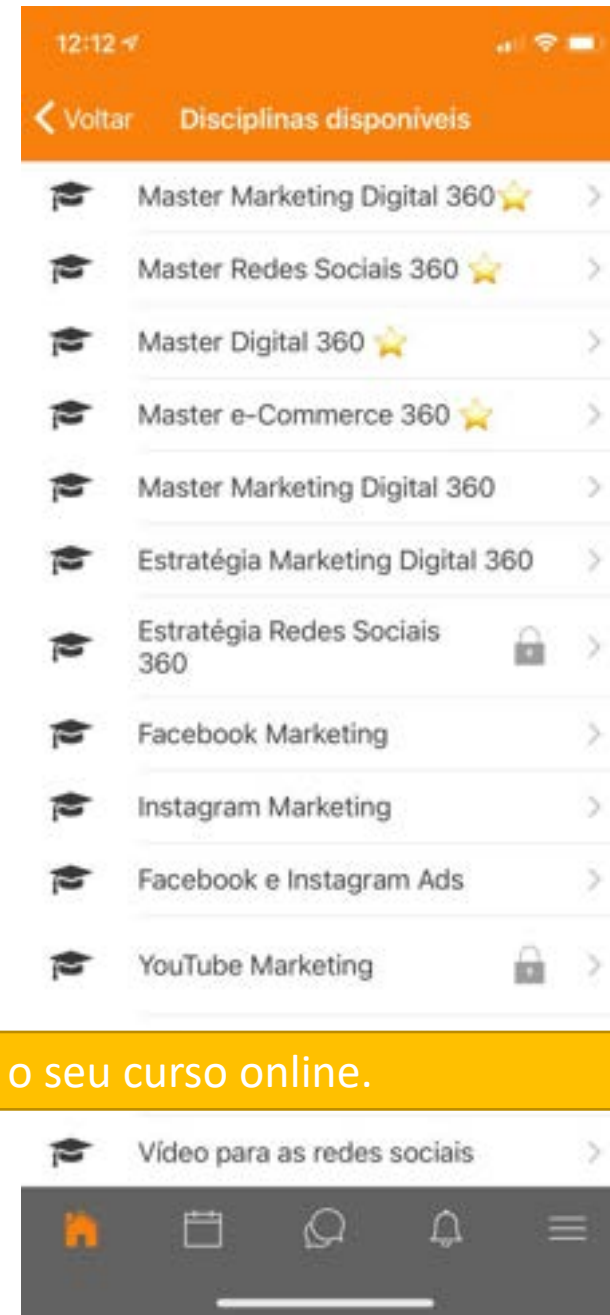 12:12
Voltar Disciplinas disponíveis
Master Marketing Digital 360
Master Redes Sociais 360
Master Digital 360
Master e-Commerce 360
Master Marketing Digital 360
Estratégia Marketing Digital 360
Estratégia Redes Sociais
360
Facebook Marketing
Instagram Marketing
Facebook e Instagram Ads
YouTube Marketing
o seu curso online.
Vídeo para as redes sociais